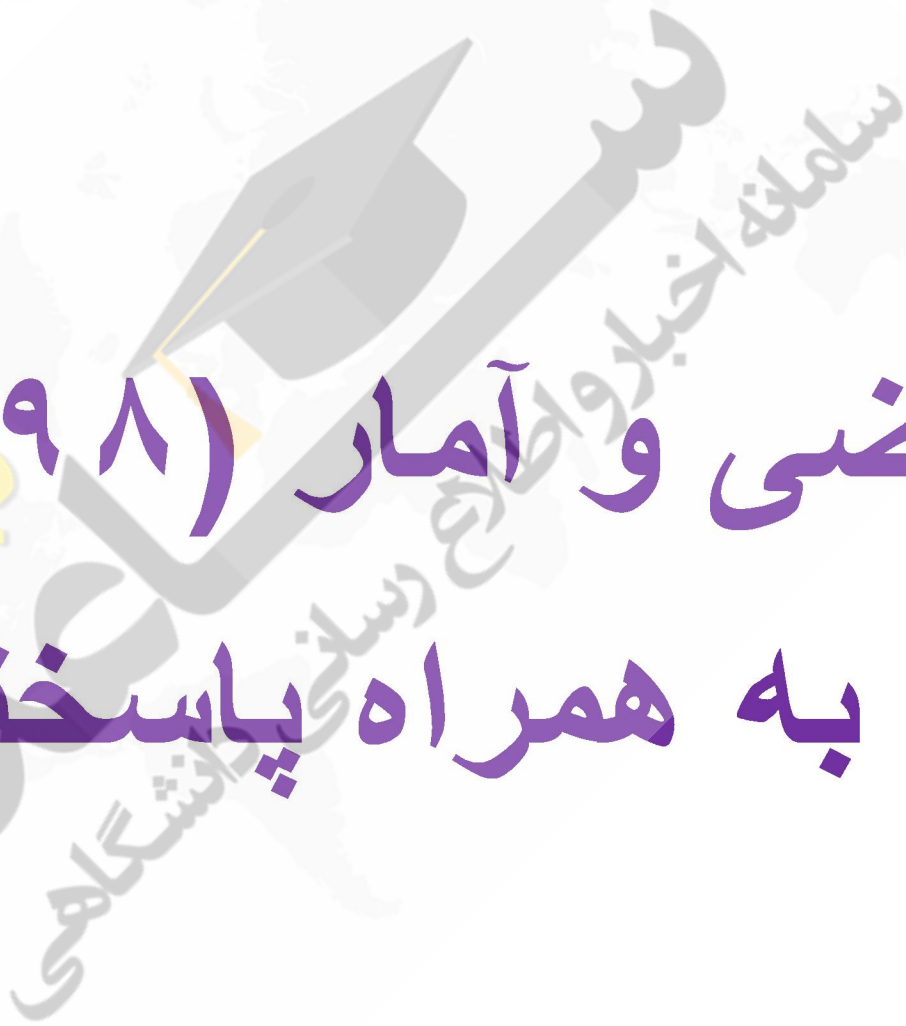 ضی و آمار (۹۸
به همراه پاسخ
سامانه اخبار و اطلاع رسانی دانشگاهی